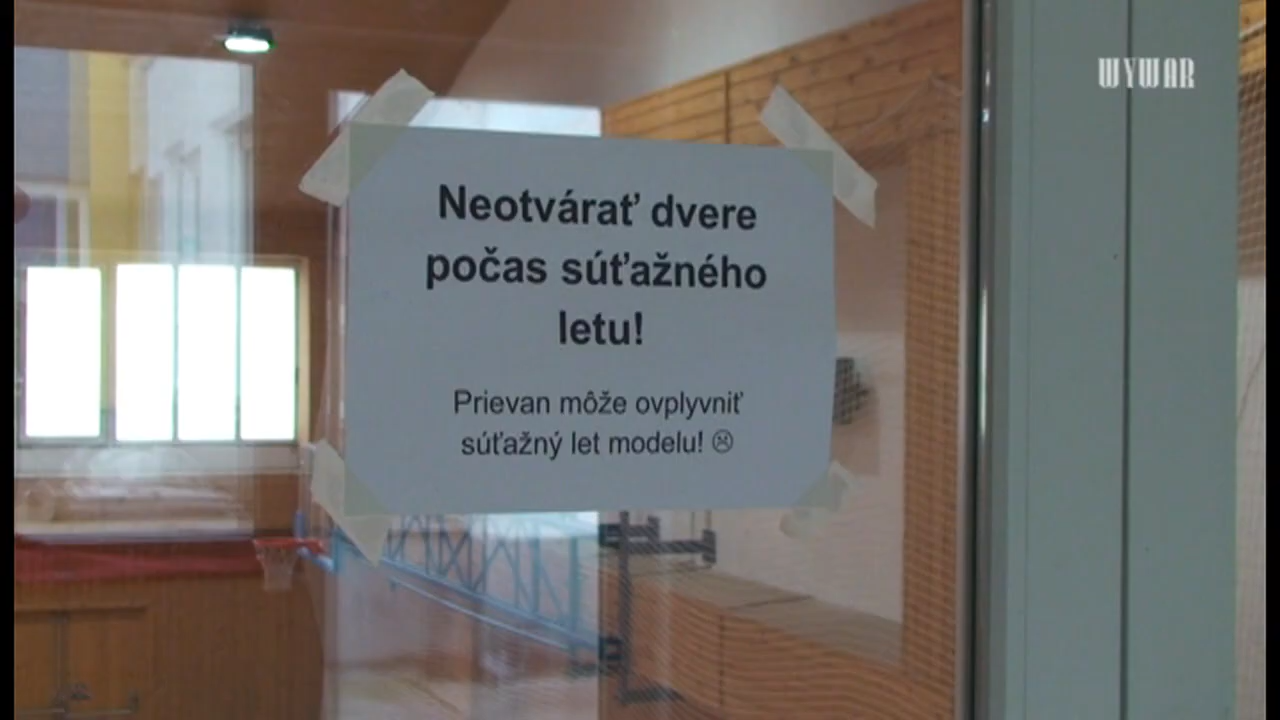 WYWAR
Neotvárať dvere
počas súťažného
letu!
Prievan môže ovplyvniť
súťažný let modelu! ☹